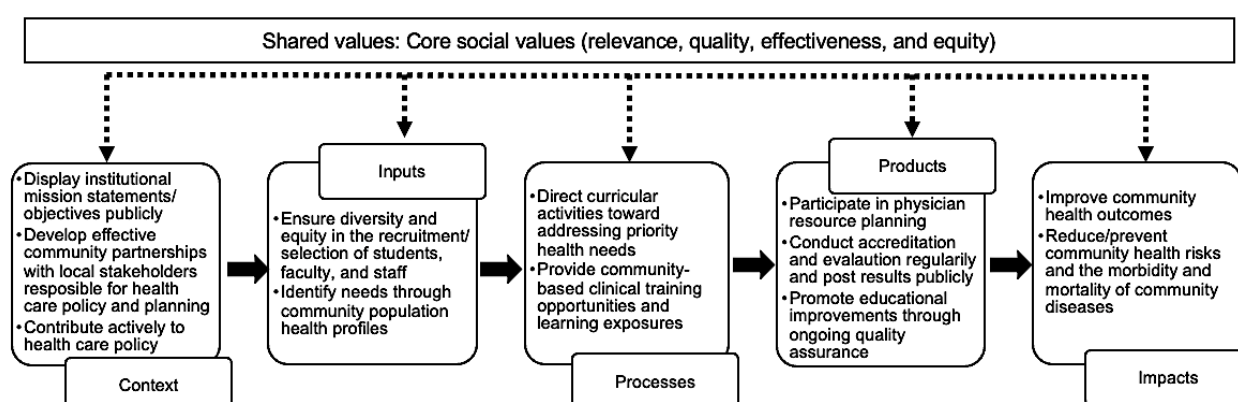 Shared values: Core social values (relevance, quality, effectiveness, and equity)
•Display institutional
mission statements/
objectives publicly
•Develop effective
community partnerships
with local stakeholders
resposible for health
care policy and planning
•Contribute actively to
health care policy
Context
Inputs
•Ensure diversity and
equity in the recruitment/
selection of students,
faculty, and staff
•Identify needs through
community population
health profiles
•Direct curricular
activities toward
addressing priority
health needs
•Provide community-
based clinical training
opportunities and
learning exposures
Processes
Products
•Participate in physician
resource planning
•Conduct accreditation
and evalaution regularly
and post results publicly
•Promote educational
improvements through
ongoing quality
assurance
•Improve community
health outcomes
•Reduce/prevent
community health risks
and the morbidity and
mortality of community
diseases
Impacts